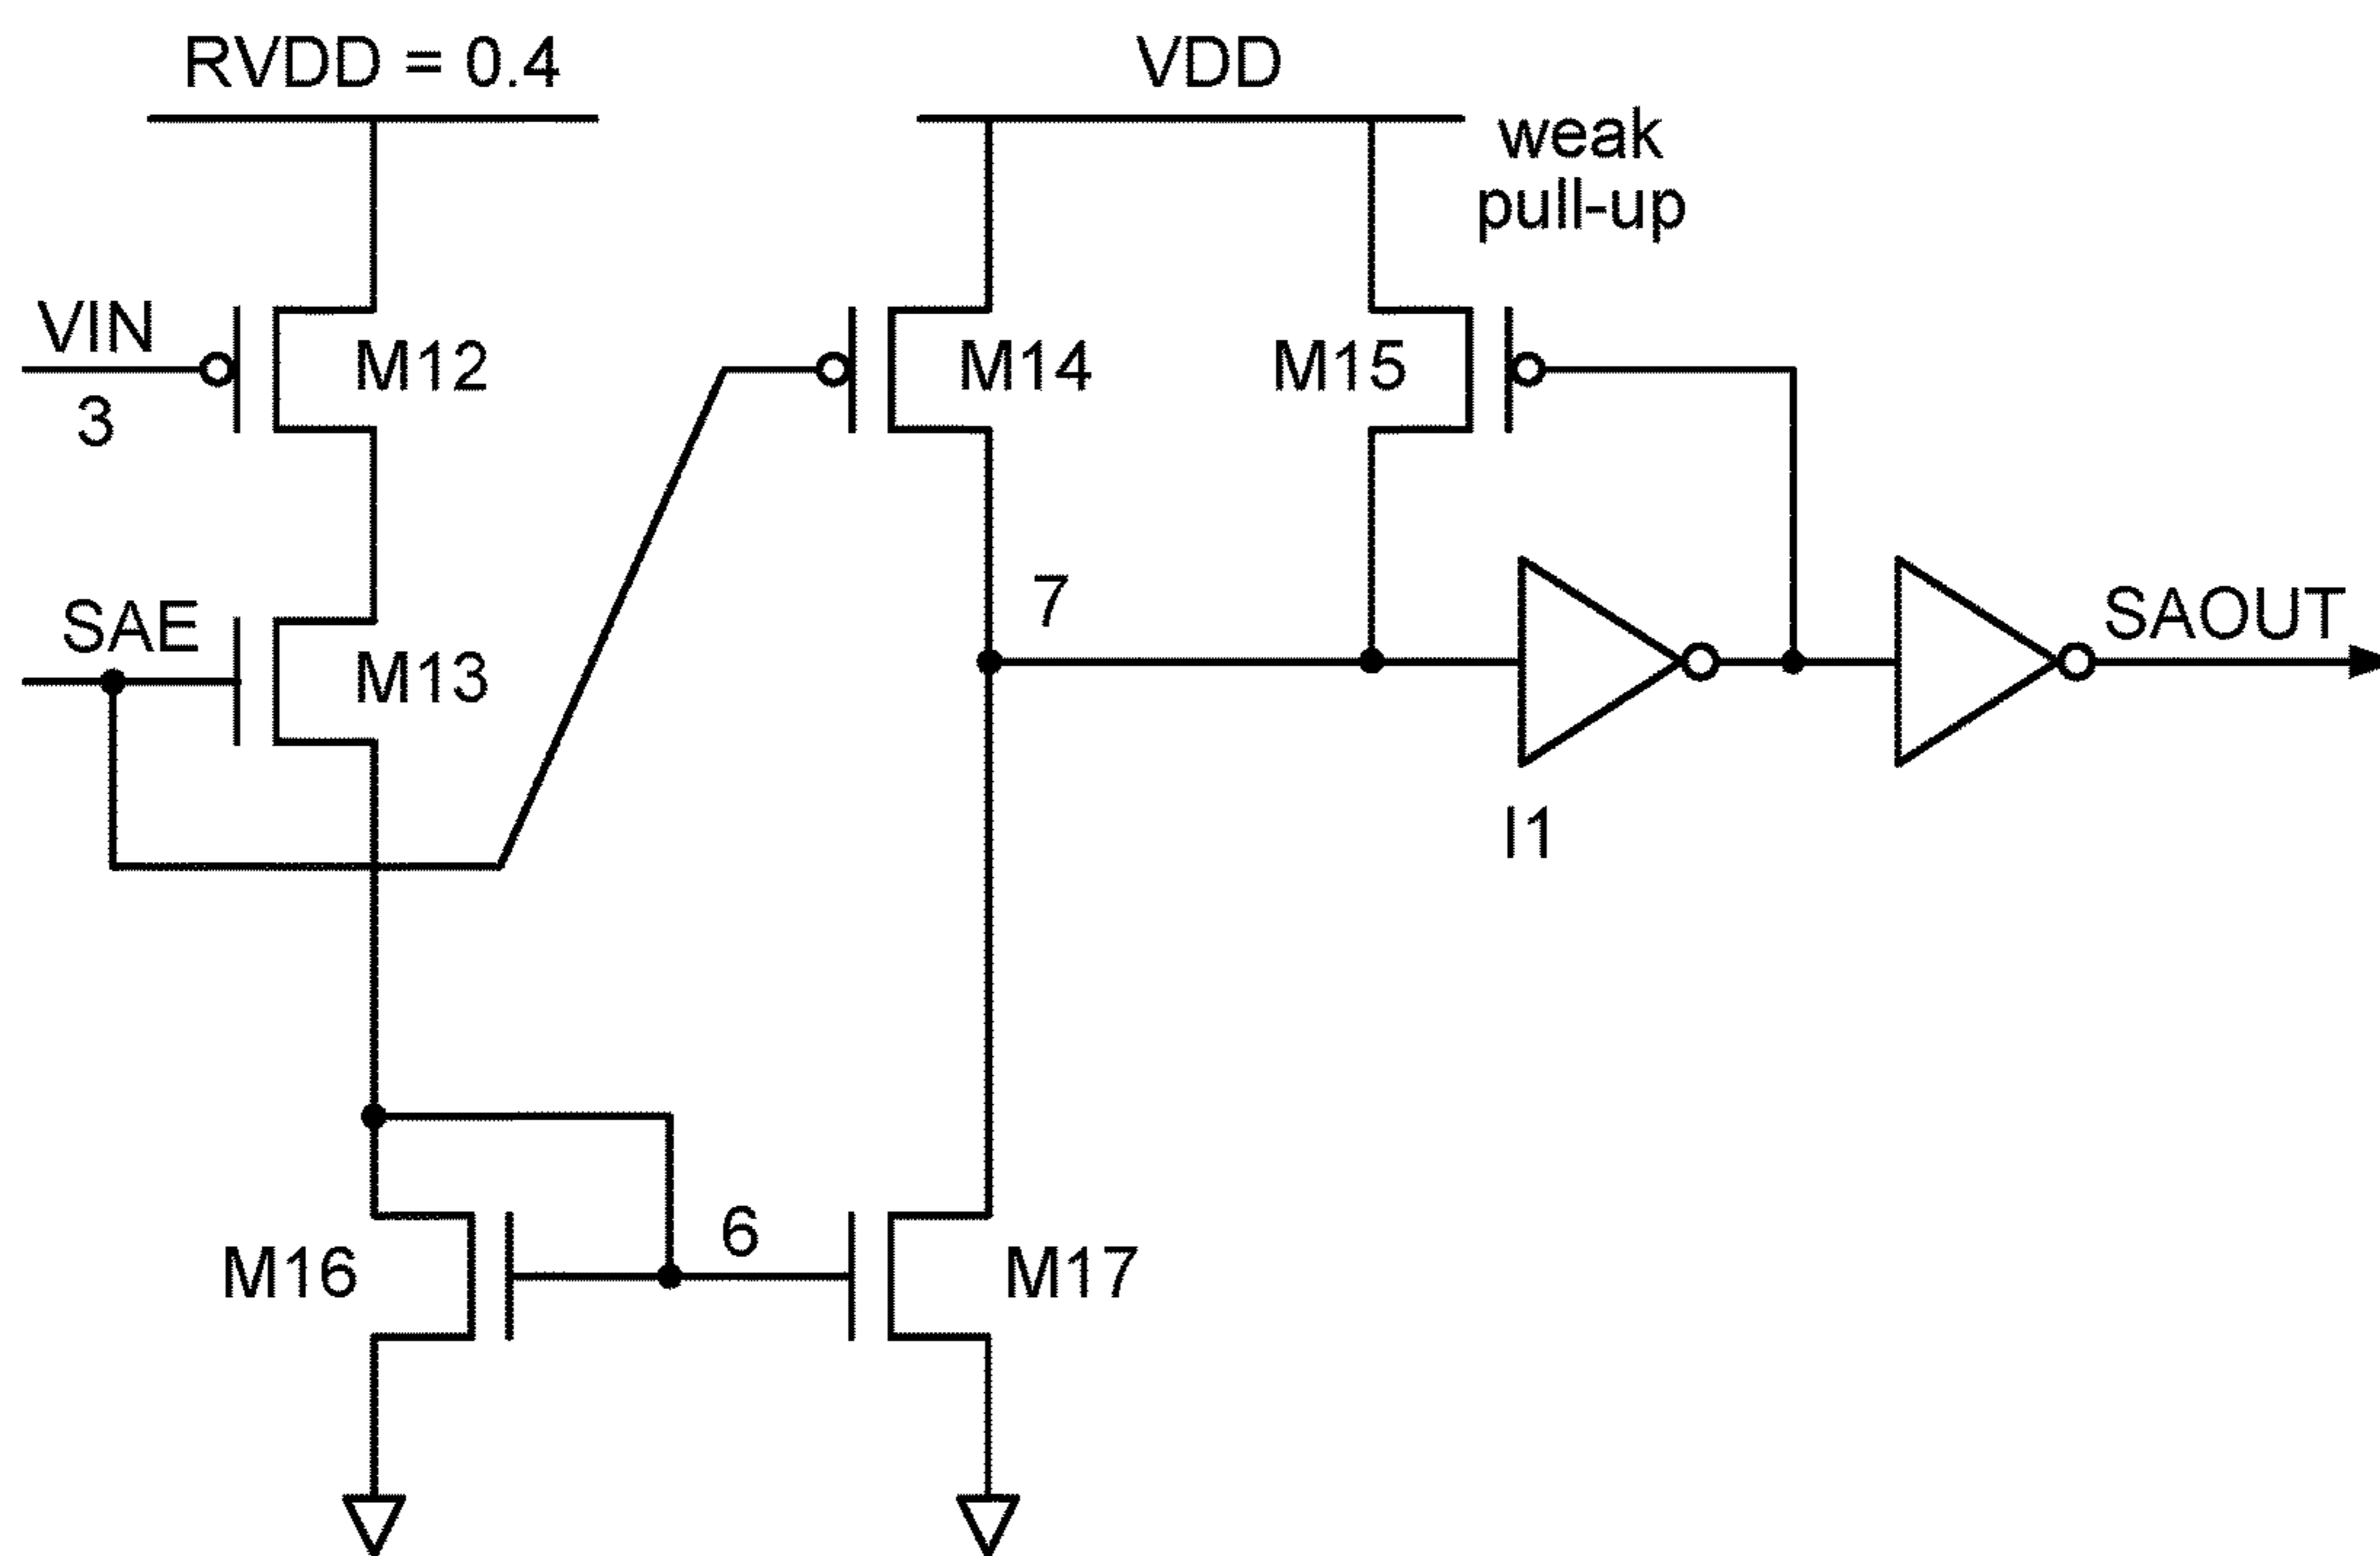 RVDD = 0.4
VDD
weak
pull-up
VIN
M12
M14
M15
3
SAE
M13
7
SAOUT
I1
6
M16
M17